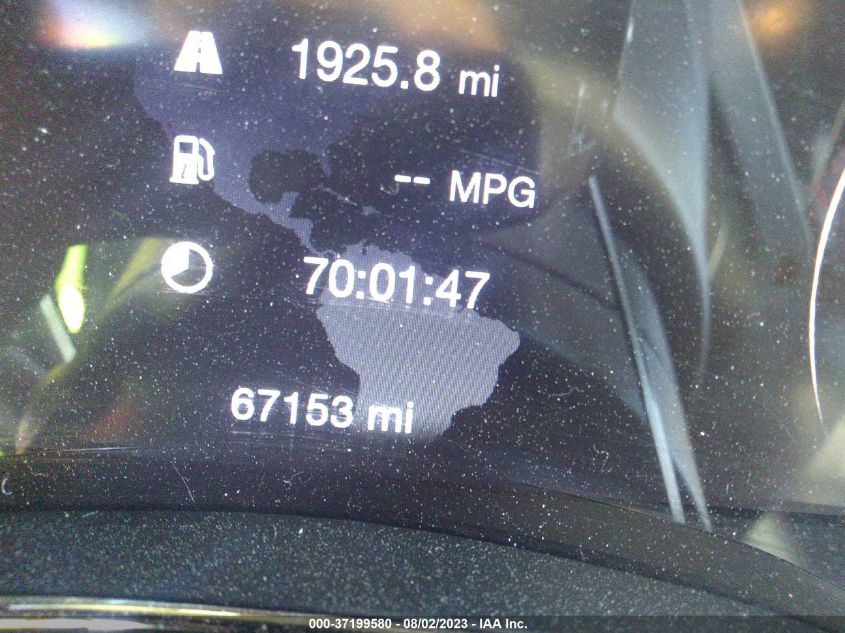 1925.8 mi
-- MPG
70:01:47
67153 mi
000-37199580 - 08/02/2023 - IAA Inc.